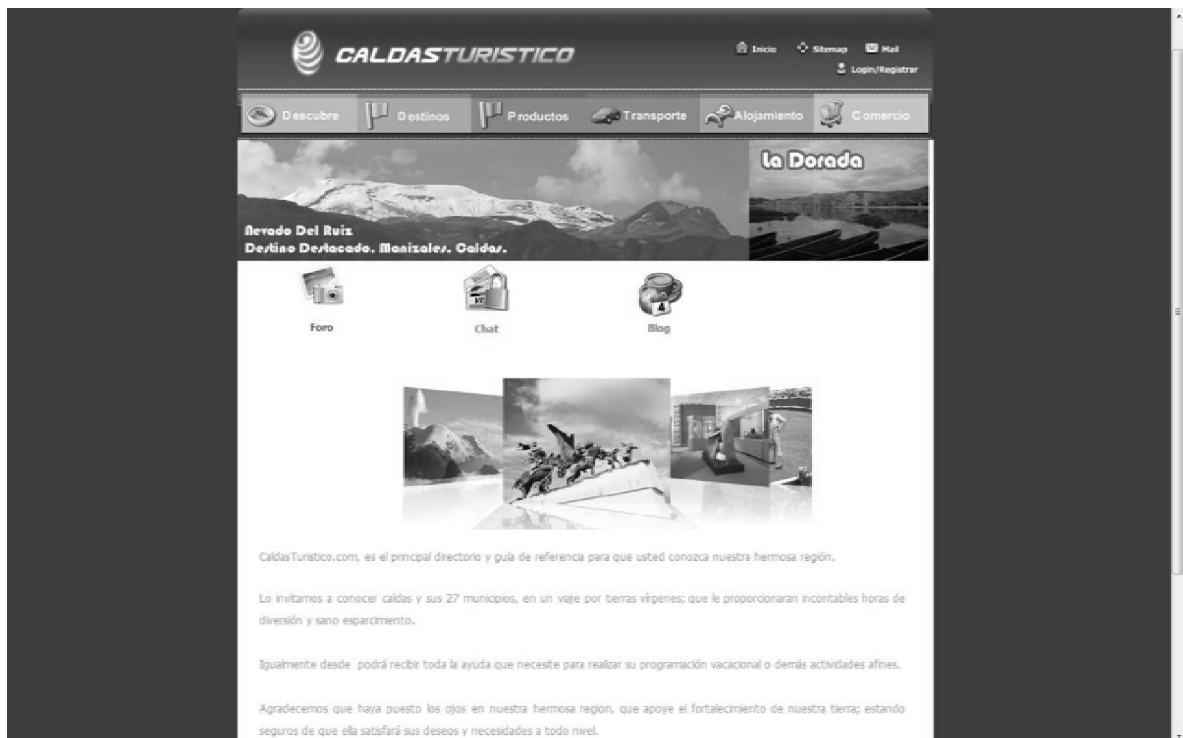 CALDASTURISTICO
Inicio Sitemap Mail
Login/Registrar
Descubre Destinos Productos Transporte Alojamiento Comercio
La Dorada
Nevado Del Ruiz
Destino Destacado. Manizales. Caldas.
Foro Chat Blog
CaldasTuristico.com, es el principal directorio y guía de referencia para que usted conozca nuestra hermosa región.
Lo invitamos a conocer caldas y sus 27 municipios, en un viaje por tierras vírgenes; que le proporcionaran incontables horas de
diversión y sano esparcimiento.
Igualmente desde podrá recibir toda la ayuda que necesite para realizar su programación vacacional o demás actividades afines.
Agradecemos que haya puesto los ojos en nuestra hermosa region, que apoye el fortalecimiento de nuestra tierra; estando
seguros de que ella satisfará sus deseos y necesidades a todo nivel.